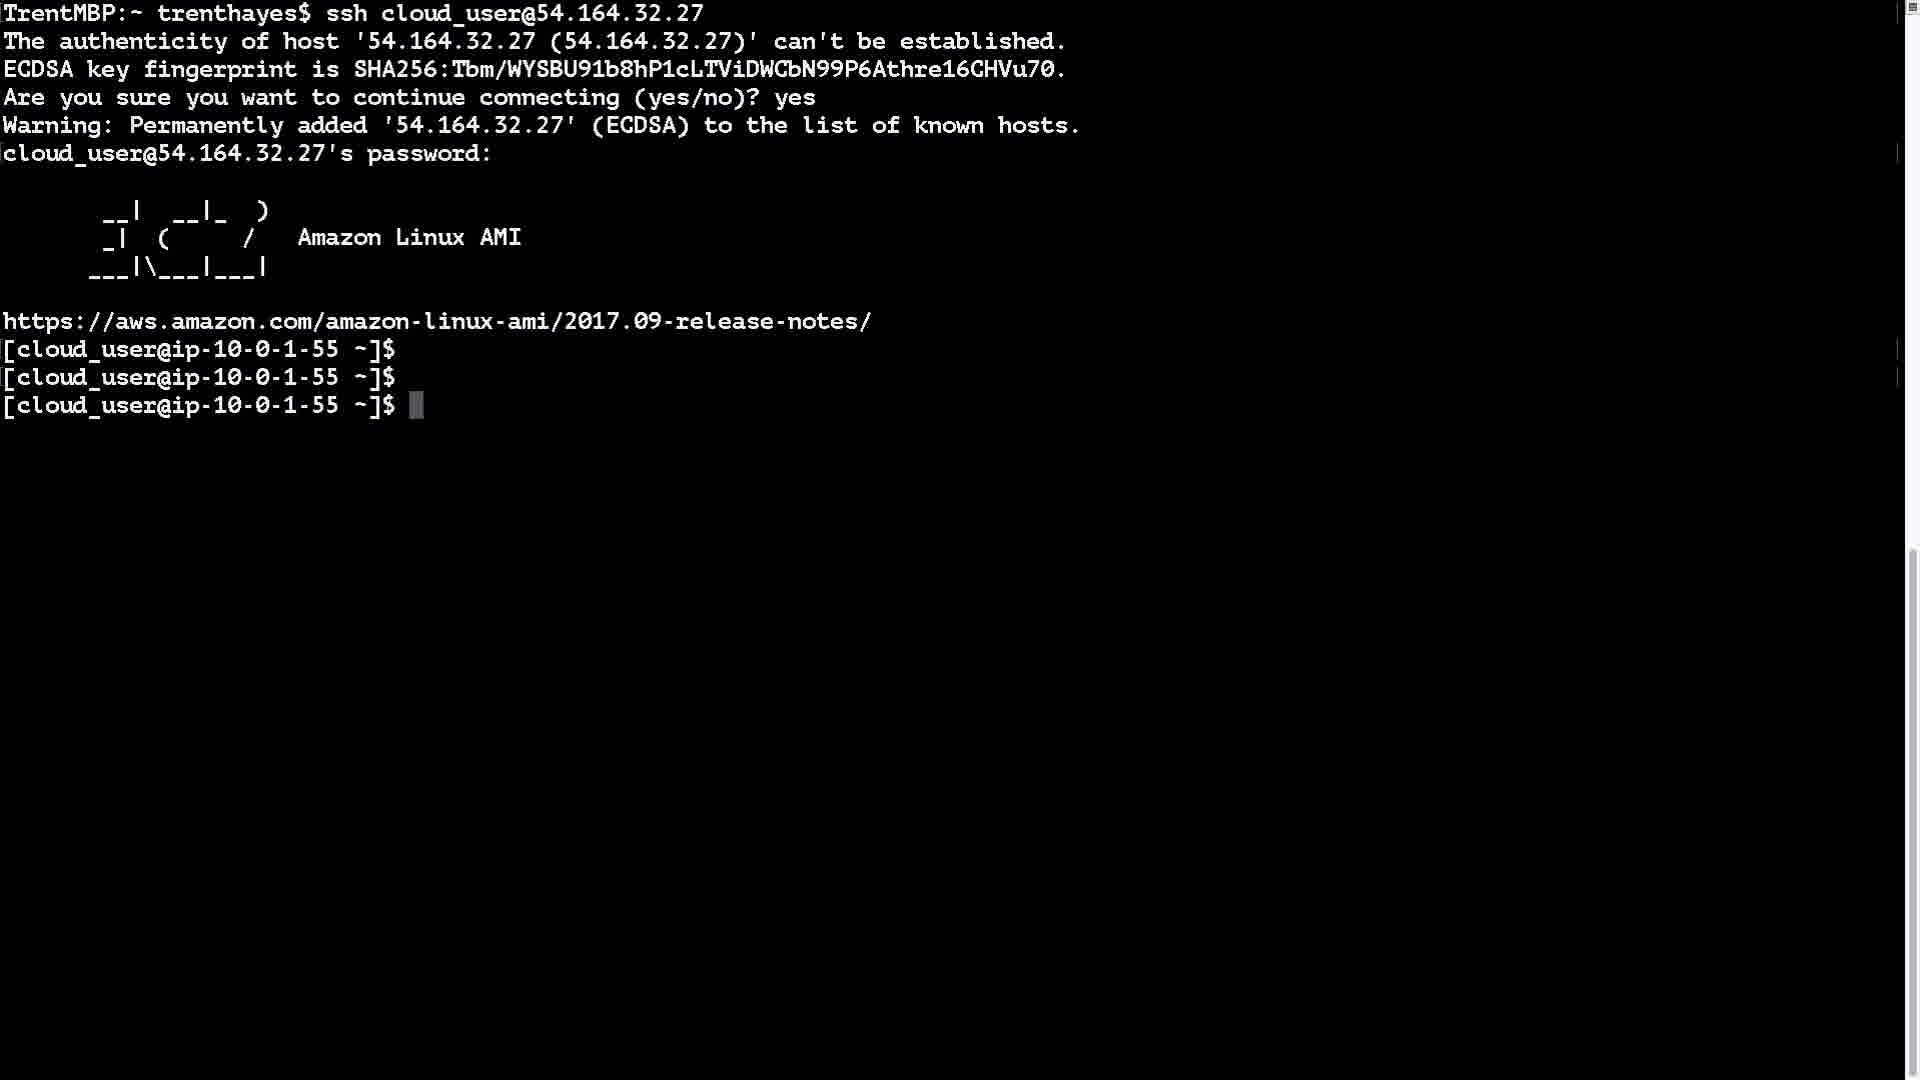 TrentMBP:~ trenthayes$ ssh cloud_user@54.164.32.27
The authenticity of host '54.164.32.27 (54.164.32.27)' can't be established.
ECDSA key fingerprint is SHA256:Tbm/WYSBU91b8hP1cLTViDWCbN99P6Athre16CHVu70.
Are you sure you want to continue connecting (yes/no)? yes
Warning: Permanently added '54.164.32.27' (ECDSA) to the list of known hosts.
cloud_user@54.164.32.27's password:

       __|  __|_  )
       _|  (     /   Amazon Linux AMI
      ___|\___|___|

https://aws.amazon.com/amazon-linux-ami/2017.09-release-notes/
[cloud_user@ip-10-0-1-55 ~]$
[cloud_user@ip-10-0-1-55 ~]$
[cloud_user@ip-10-0-1-55 ~]$